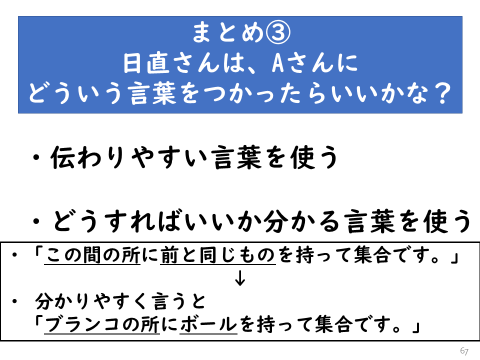 まとめ③
日直さんは、Aさんに
どういう言葉をつかったらいいかな？
・伝わりやすい言葉を使う
・どうすればいいか分かる言葉を使う
・「この間の所に前と同じものを持って集合です。」
↓
・ 分かりやすく言うと
「ブランコの所にボールを持って集合です。」
67